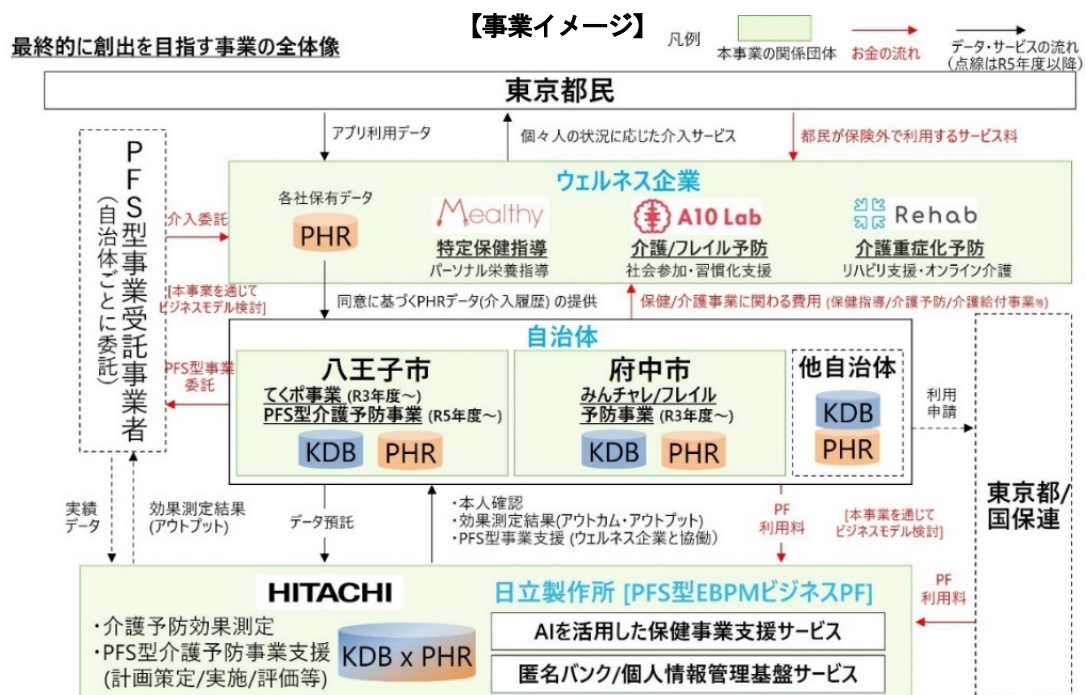 【事業イメージ】
最終的に創出を目指す事業の全体像
凡例
本事業の関係団体
お金の流れ
データ・サービスの流れ
(点線はR5年度以降)
東京都民
アプリ利用データ
個々人の状況に応じた介入サービス
都民が保険外で利用するサービス料
PFS型事業受託事業者
(自治体ごとに委託)
介入委託
[本事業を通じて
ビジネスモデル検討]
PFS型事業
委託
ウェルネス企業
各社保有データ
PHR
Mealthy
特定保健指導
パーソナル栄養指導
A10 Lab
介護/フレイル予防
社会参加・習慣化支援
Rehab
介護重症化予防
リハビリ支援・オンライン介護
同意に基づくPHRデータ(介入履歴) の提供
保健/介護事業に関わる費用 (保健指導/介護予防/介護給付事業等)
自治体
八王子市
てくポ事業 (R3年度~)
PFS型介護予防事業 (R5年度~)
KDB
PHR
府中市
みんチャレ/フレイル
予防事業 (R3年度~)
KDB
PHR
他自治体
KDB
PHR
利用
申請
東京都/
国保連
実績
データ
効果測定結果
(アウトプット)
データ預託
・本人確認
・効果測定結果(アウトカム・アウトプット)
・PFS型事業支援 (ウェルネス企業と協働)
PF
利用料
[本事業を通じて
ビジネスモデル検討]
PF
利用料
HITACHI
日立製作所 [PFS型EBPMビジネスPF]
・介護予防効果測定
・PFS型介護予防事業支援
(計画策定/実施/評価等)
KDB x PHR
AIを活用した保健事業支援サービス
匿名バンク/個人情報管理基盤サービス